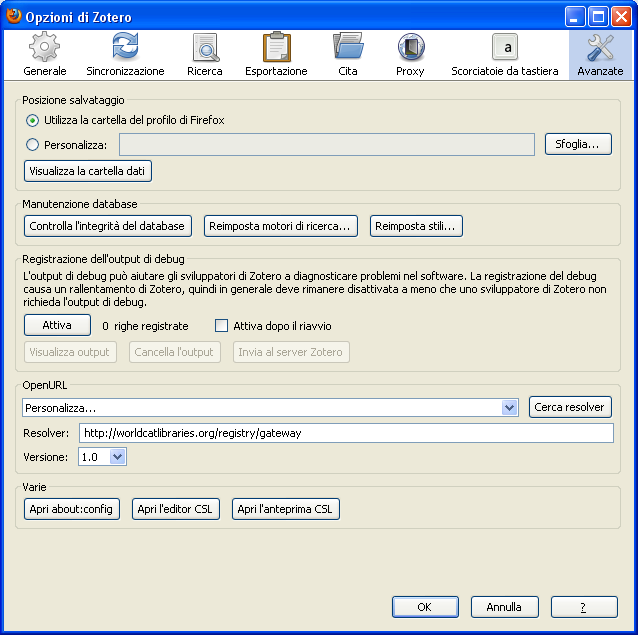 Opzioni di Zotero
Generale Sincronizzazione Ricerca Esportazione Cita Proxy a Scorciatoie da tastiera Avanzate
Posizione salvataggio
Utilizza la cartella del profilo di Firefox
Personalizza: Sfoglia...
Visualizza la cartella dati
Manutenzione database
Controlla l'integrità del database Reimposta motori di ricerca... Reimposta stili...
Registrazione dell'output di debug
L'output di debug può aiutare gli sviluppatori di Zotero a diagnosticare problemi nel software. La registrazione del debug
causa un rallentamento di Zotero, quindi in generale deve rimanere disattivata a meno che uno sviluppatore di Zotero non
richieda l'output di debug.
Attiva 0 righe registrate Attiva dopo il riavvio
Visualizza output Cancella l'output Invia al server Zotero
OpenURL
Personalizza... Cerca resolver
Resolver: http://worldcatlibraries.org/registry/gateway
Versione: 1.0
Varie
Apri about:config Apri l'editor CSL Apri l'anteprima CSL
OK Annulla ?